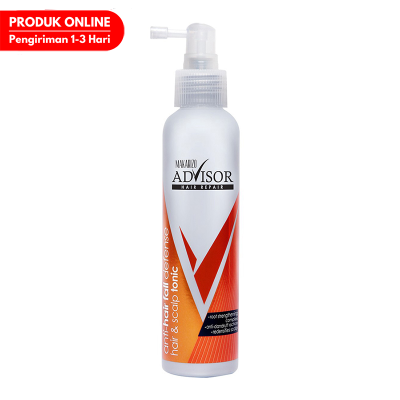 PRODUK ONLINE
Pengiriman 1-3 Hari
MAKARIZO
ADVISOR
HAIR REPAIR
anti-hair fall defense
hair & scalp tonic
•root strengthening
•anti-dandruff